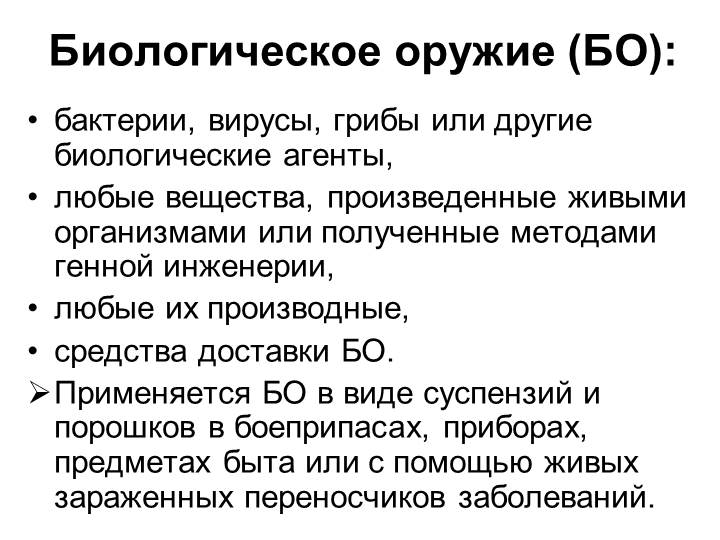 Биологическое оружие (БО):
• бактерии, вирусы, грибы или другие
биологические агенты,
• любые вещества, произведенные живыми
организмами или полученные методами
генной инженерии,
• любые их производные,
• средства доставки БО.
➢ Применяется БО в виде суспензий и
порошков в боеприпасах, приборах,
предметах быта или с помощью живых
зараженных переносчиков заболеваний.